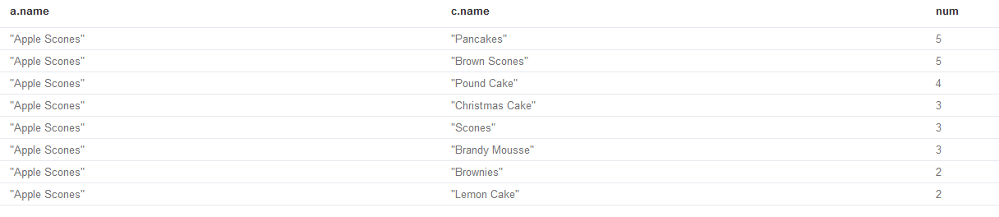 a.name c.name num
"Apple Scones" "Pancakes" 5
"Apple Scones" "Brown Scones" 5
"Apple Scones" "Pound Cake" 4
"Apple Scones" "Christmas Cake" 3
"Apple Scones" "Scones" 3
"Apple Scones" "Brandy Mousse" 3
"Apple Scones" "Brownies" 2
"Apple Scones" "Lemon Cake" 2